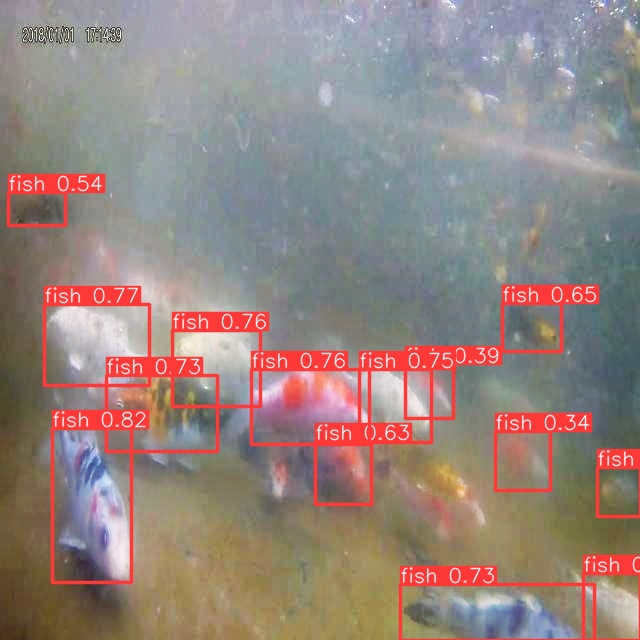 2018/01/01 17:14:39
fish 0.54
fish 0.77
fish 0.65
fish 0.76
fish 0.73
fish 0.76
fish 0.75
0.39
fish 0.82
fish 0.63
fish 0.34
fish
fish 0.73
fish